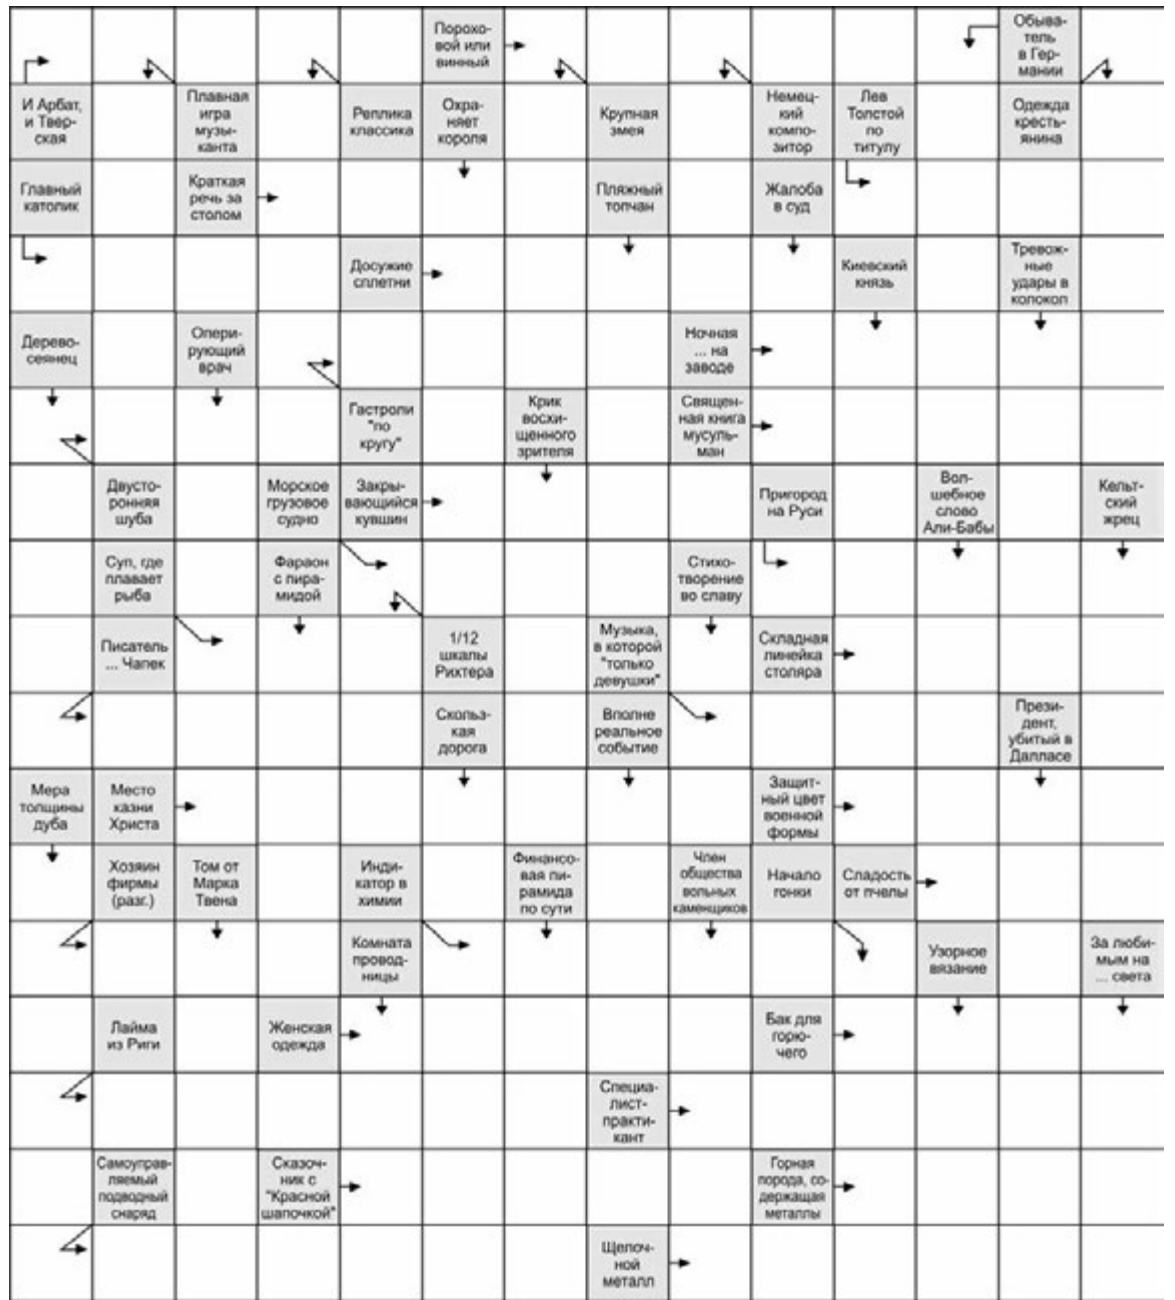 Порохо-
вой или
винный
Обыва-
тель
в Гер-
мании
И Арбат,
и Твер-
ская
Плавная
игра
музы-
канта
Реплика
классика
Охра-
няет
короля
Крупная
змея
Немец-
кий
компо-
зитор
Лев
Толстой
по
титулу
Одежда
кресть-
янина
Главный
католик
Краткая
речь за
столом
Пляжный
топчан
Жалоба
в суд
Досужие
сплетни
Киевский
князь
Тревож-
ные
удары в
колокол
Дерево-
сеянец
Опери-
рующий
врач
Ночная
... на
заводе
Гастроли
"по
кругу"
Крик
восхи-
щенного
зрителя
Священ-
ная книга
мусуль-
ман
Двусто-
ронняя
шуба
Морское
грузовое
судно
Закры-
вающийся
кувшин
Пригород
на Руси
Вол-
шебное
слово
Али-Бабы
Кельт-
ский
жрец
Суп, где
плавает
рыба
Фараон
с пира-
мидой
Стихо-
творение
во славу
Писатель
... Чапек
1/12
шкалы
Рихтера
Музыка,
в которой
"только
девушки"
Складная
линейка
столяра
Сколь-
зкая
дорога
Вполне
реальное
событие
Прези-
дент,
убитый в
Далласе
Мера
толщины
дуба
Место
казни
Христа
Защит-
ный цвет
военной
формы
Хозяин
фирмы
(разг.)
Том от
Марка
Твена
Инди-
катор в
химии
Финансо-
вая пи-
рамида
по сути
Член
общества
вольных
каменщиков
Начало
гонки
Сладость
от пчелы
Комната
провод-
ницы
Узорное
вязание
За люби-
мым на
... света
Лайма
из Риги
Женская
одежда
Бак для
горю-
чего
Специа-
лист-
практи-
кант
Самоуправ-
ляемый
подводный
снаряд
Сказоч-
ник с
"Красной
шапочкой"
Горная
порода, со-
держащая
металлы
Щелоч-
ной
металл